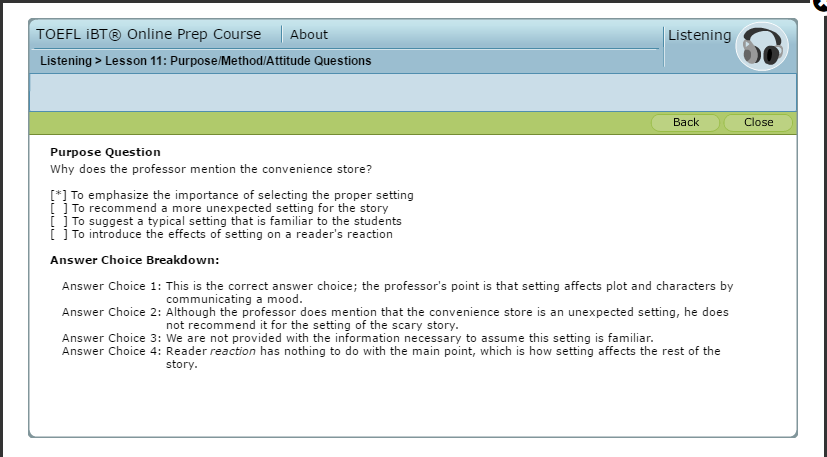 TOEFL iBT® Online Prep Course About Listening
Listening > Lesson 11: Purpose/Method/Attitude Questions
Back Close
Purpose Question
Why does the professor mention the convenience store?
[*] To emphasize the importance of selecting the proper setting
[ ] To recommend a more unexpected setting for the story
[ ] To suggest a typical setting that is familiar to the students
[ ] To introduce the effects of setting on a reader's reaction
Answer Choice Breakdown:
Answer Choice 1: This is the correct answer choice; the professor's point is that setting affects plot and characters by
communicating a mood.
Answer Choice 2: Although the professor does mention that the convenience store is an unexpected setting, he does
not recommend it for the setting of the scary story.
Answer Choice 3: We are not provided with the information necessary to assume this setting is familiar.
Answer Choice 4: Reader reaction has nothing to do with the main point, which is how setting affects the rest of the
story.